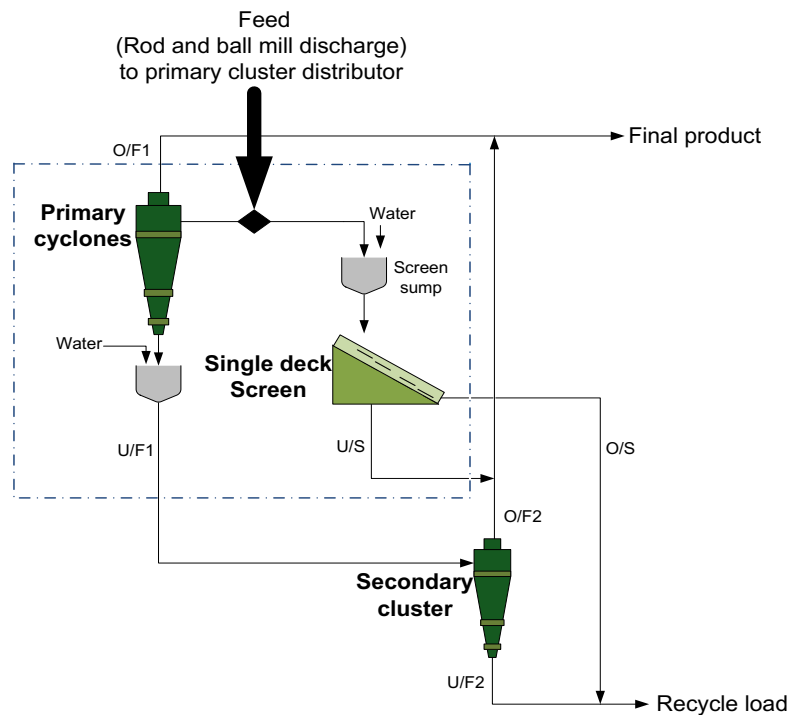 Feed
(Rod and ball mill discharge)
to primary cluster distributor
O/F1
Final product
Primary
cyclones
Water
Screen
sump
Water
Single deck
Screen
U/F1
U/S
O/S
O/F2
Secondary
cluster
U/F2
Recycle load